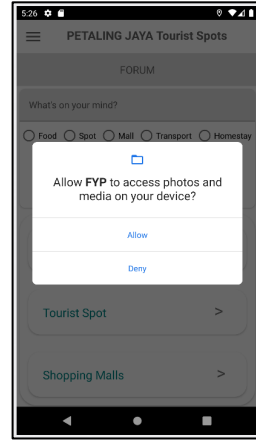 5:26
PETALING JAYA Tourist Spots
FORUM
What's on your mind?
Food Spot Mall Transport Homestay
Allow FYP to access photos and
media on your device?
Allow
Deny
Tourist Spot >
Shopping Malls >